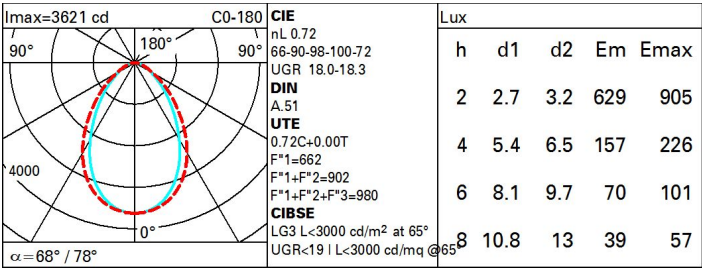 Imax=3621 cd C0-180
90° 180° 90°
4000
0°
α=68° / 78°
CIE
nL 0.72
66-90-98-100-72
UGR 18.0-18.3
DIN
A.51
UTE
0.72C+0.00T
F"1=662
F"1+F"2=902
F"1+F"2+F"3=980
CIBSE
LG3 L<3000 cd/m² at 65°
UGR<19 | L<3000 cd/mq @65°
Lux
h d1 d2 Em Emax
2 2.7 3.2 629 905
4 5.4 6.5 157 226
6 8.1 9.7 70 101
8 10.8 13 39 57